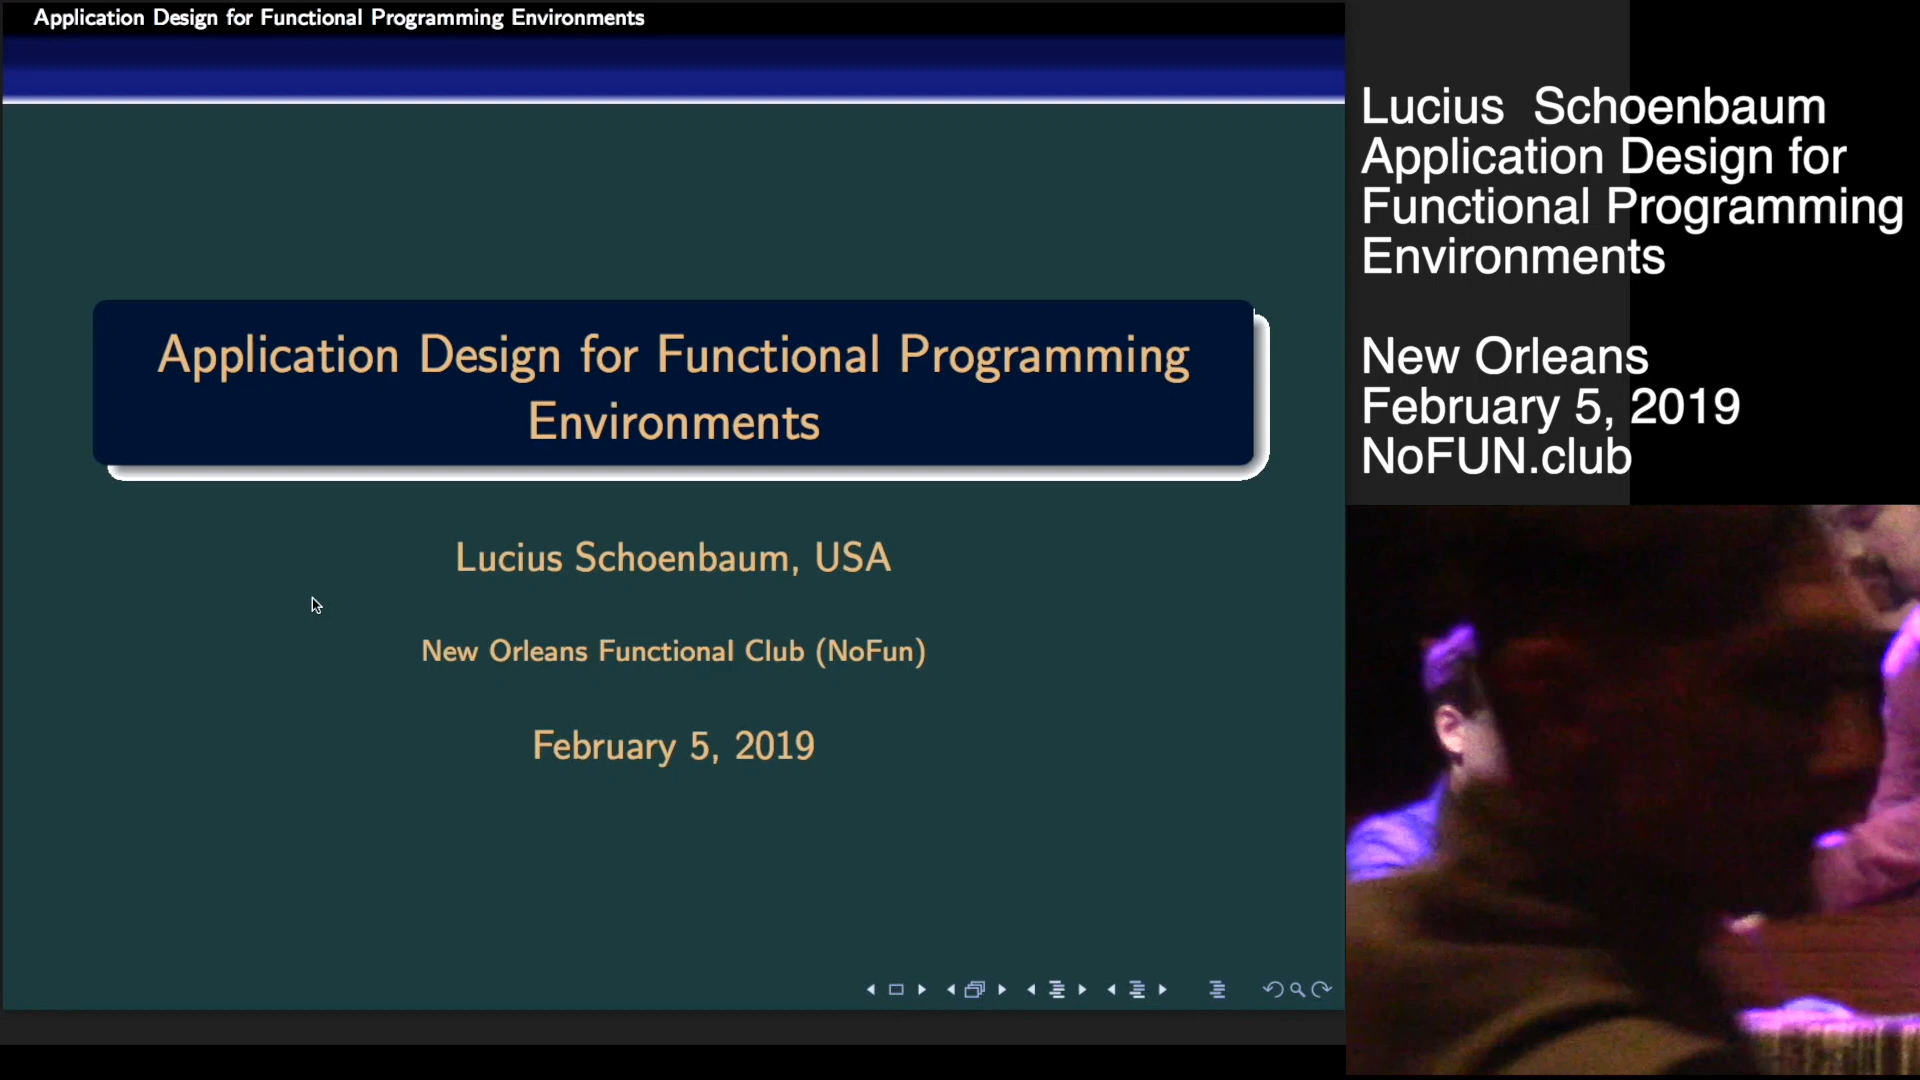 Application Design for Functional Programming Environments
Application Design for Functional Programming
Environments
Lucius Schoenbaum, USA
New Orleans Functional Club (NoFun)
February 5, 2019
Lucius  Schoenbaum
Application Design for
Functional Programming
Environments
New Orleans
February 5, 2019
NoFUN.club